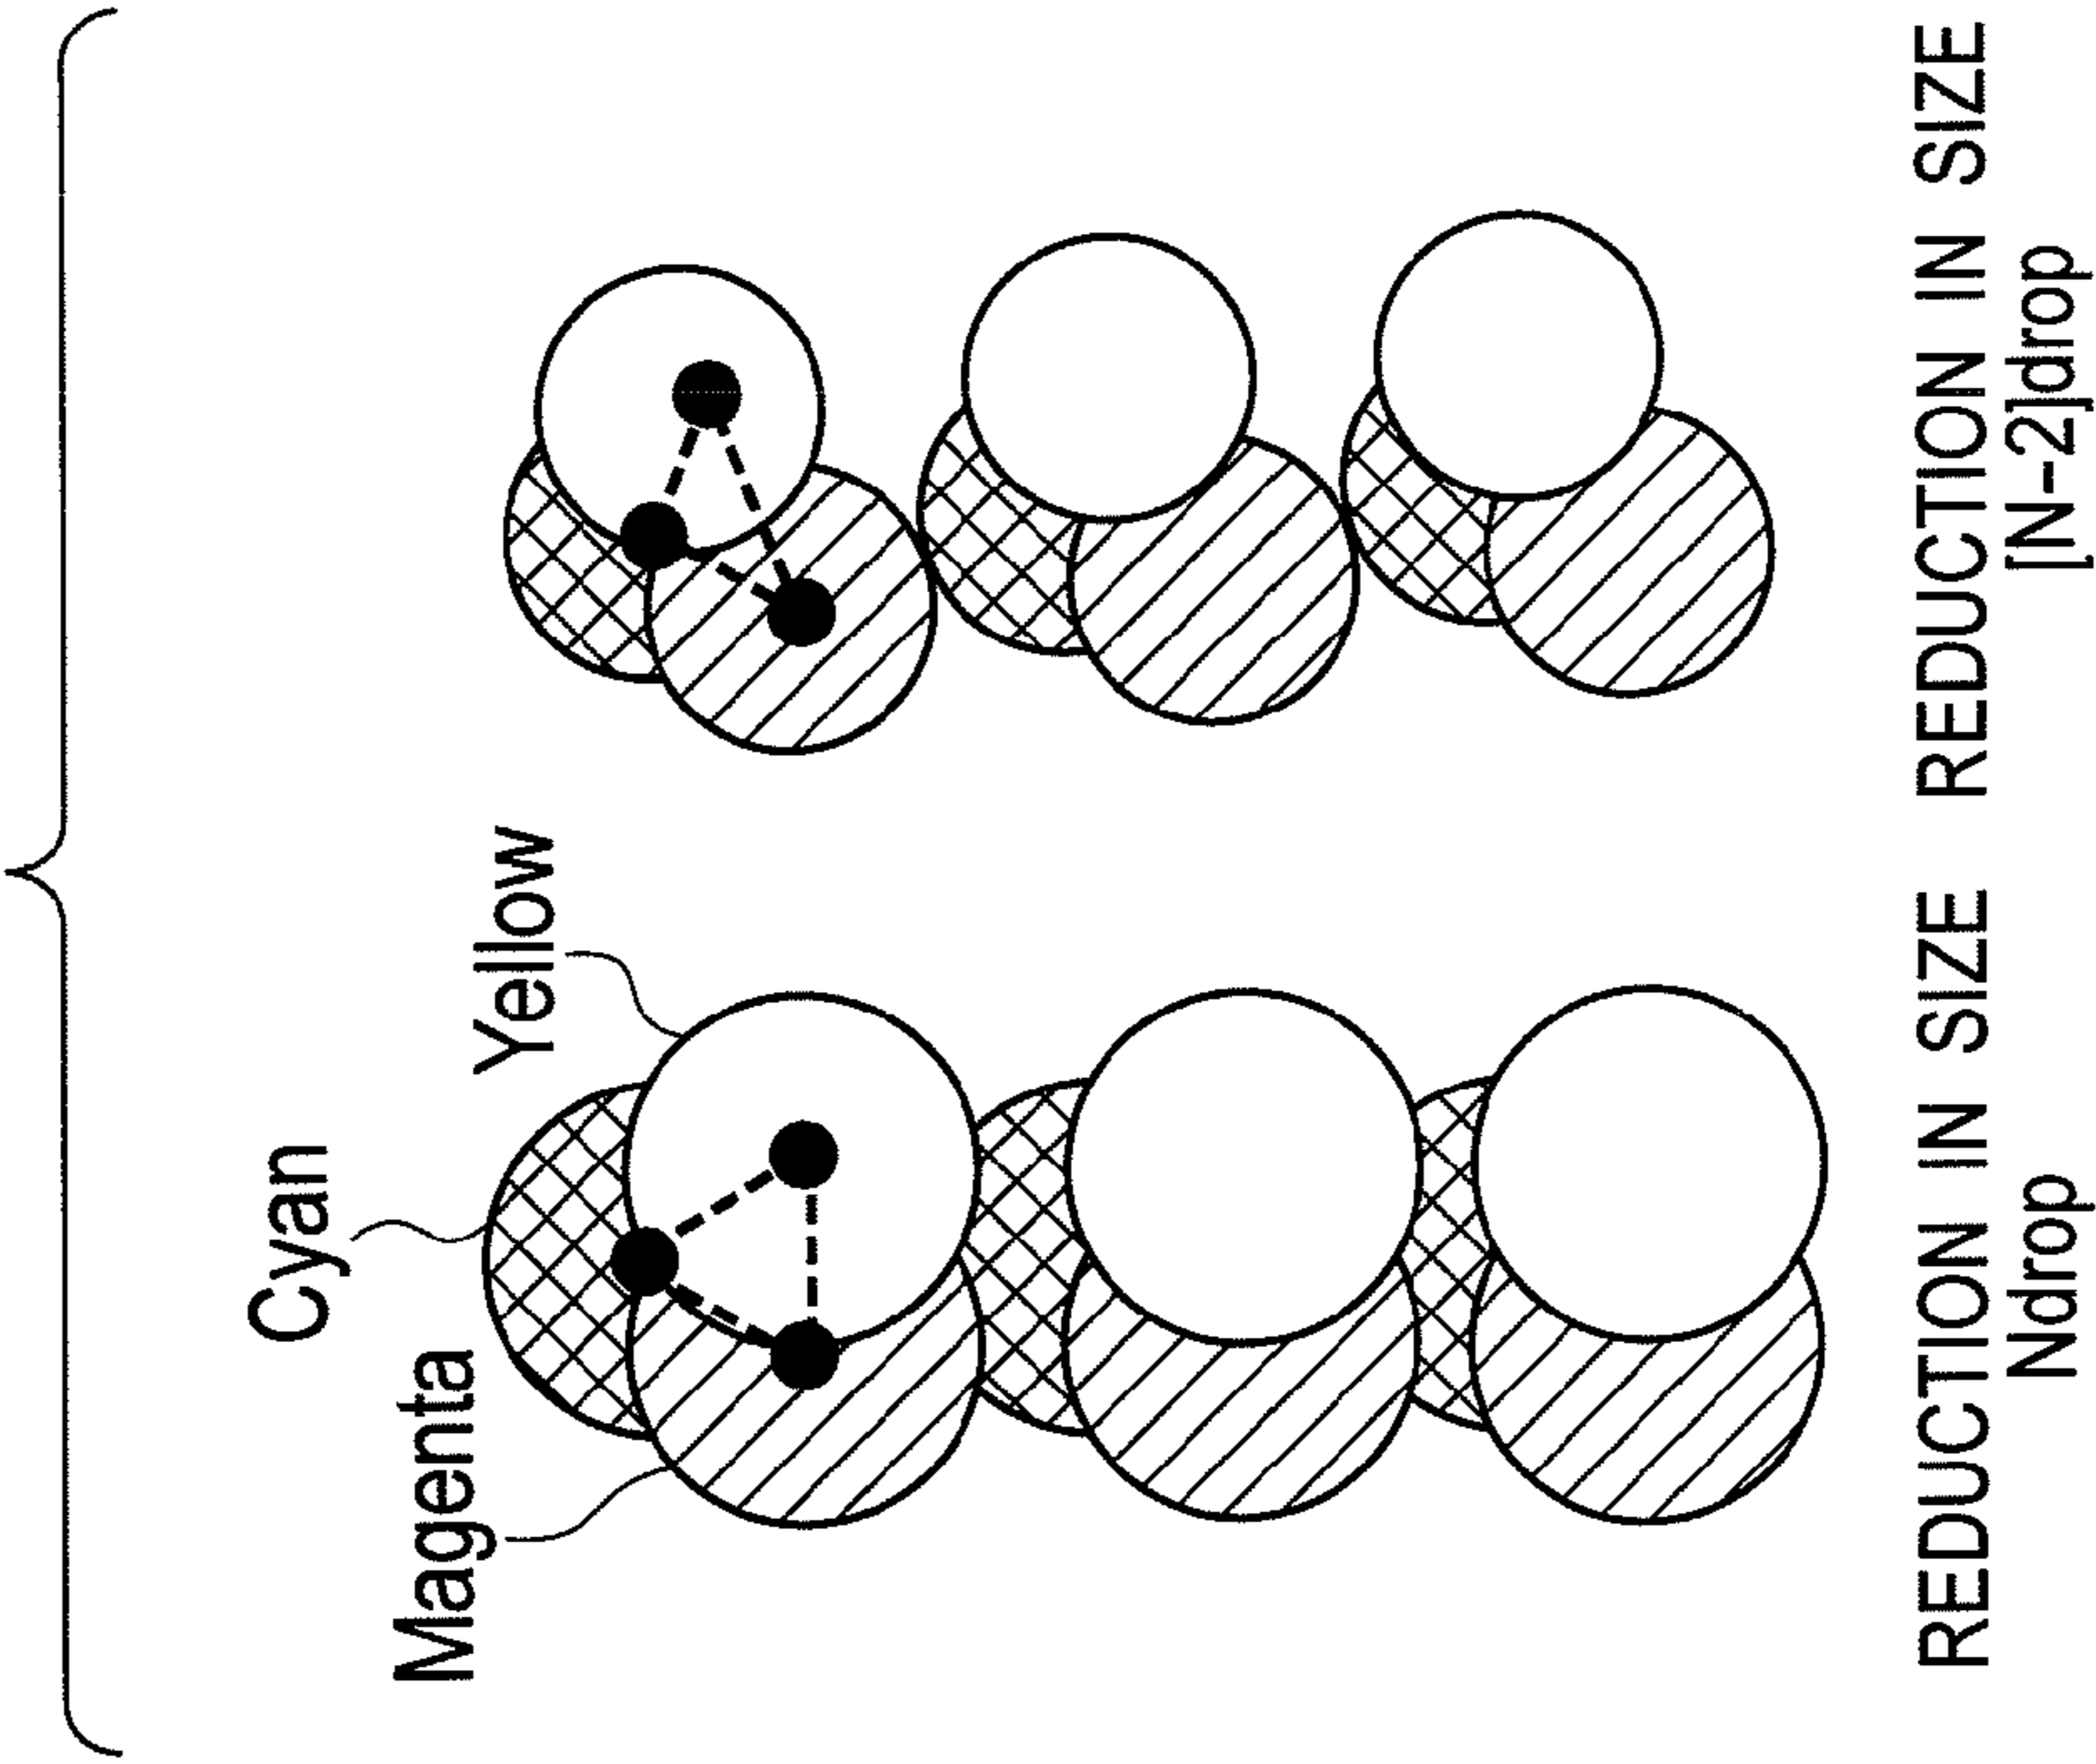 Cyan
Magenta
Yellow
REDUCTION IN SIZE
Ndrop
REDUCTION IN SIZE
[N-2]drop